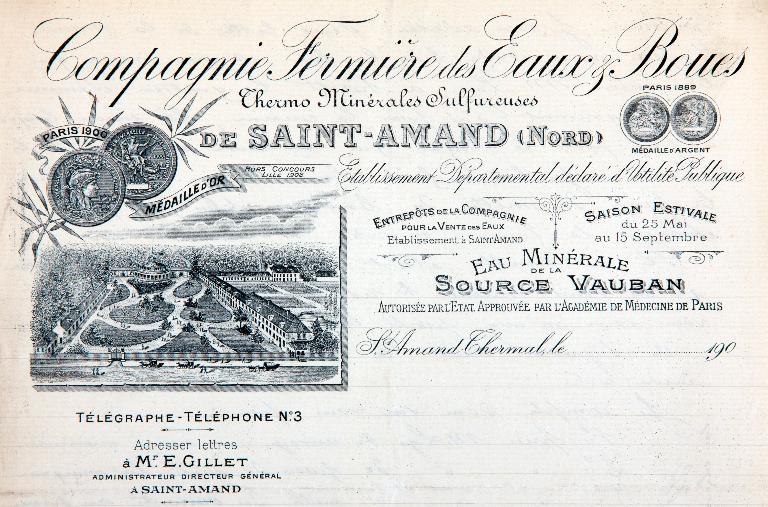 Compagnie Fermière des Eaux & Boues
Thermo Minérales Sulfureuses
DE SAINT-AMAND (NORD)
PARIS 1889
MÉDAILLE D'ARGENT
PARIS 1900
MÉDAILLE D'OR
HORS CONCOURS
LILLE 1902
Etablissement Départemental déclaré d'Utilité Publique
ENTREPÔTS DE LA COMPAGNIE
POUR LA VENTE DES EAUX
Etablissement à SAINT-AMAND
SAISON ESTIVALE
du 25 Mai
au 15 Septembre
EAU MINÉRALE
DE LA
SOURCE VAUBAN
AUTORISÉE PAR L'ETAT, APPROUVÉE PAR L'ACADÉMIE DE MÉDECINE DE PARIS
St Amand Thermal, le 190
TÉLÉGRAPHE-TÉLÉPHONE N° 3
Adresser lettres
à Mr E. GILLET
ADMINISTRATEUR DIRECTEUR GÉNÉRAL
À SAINT-AMAND